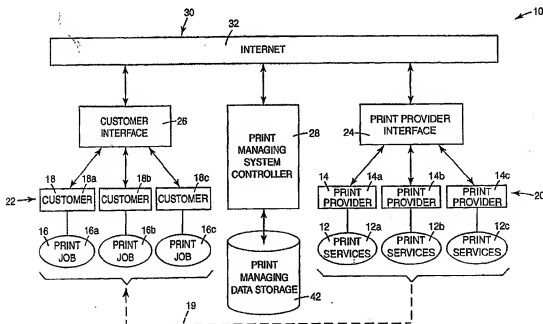 10
30
32
INTERNET
CUSTOMER INTERFACE
26
PRINT MANAGING SYSTEM CONTROLLER
28
PRINT PROVIDER INTERFACE
24
22
18
18a
CUSTOMER
18b
CUSTOMER
18c
CUSTOMER
14
14a
PRINT PROVIDER
14b
PRINT PROVIDER
14c
PRINT PROVIDER
20
16
16a
PRINT JOB
16b
PRINT JOB
16c
PRINT JOB
PRINT MANAGING DATA STORAGE
42
12
12a
PRINT SERVICES
12b
PRINT SERVICES
12c
PRINT SERVICES
19